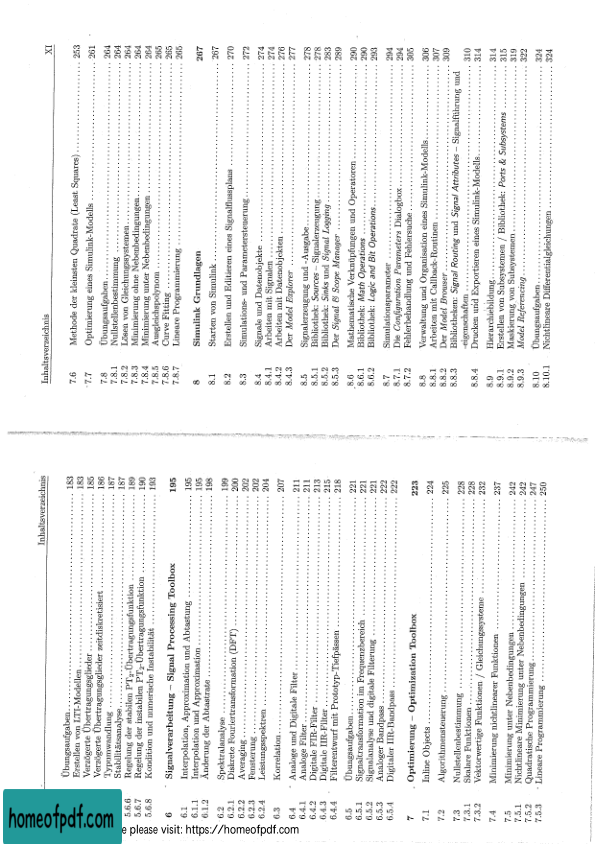 Inhaltsverzeichnis
Übungsaufgaben 183
Erstellen von LTI-Modellen 183
Verzögerte Übertragungsglieder 185
Verzögerte Übertragungsglieder zeitdiskretisiert 186
Typumwandlung 187
Stabilitätsanalyse 187
5.6.6 Regelung der stabilen PT₂-Übertragungsfunktion 189
5.6.7 Regelung der instabilen PT₂-Übertragungsfunktion 190
5.6.8 Kondition und numerische Instabilität 193
6 Signalverarbeitung – Signal Processing Toolbox 195
6.1 Interpolation, Approximation und Abtastung 195
6.1.1 Interpolation und Approximation 195
6.1.2 Änderung der Abtastrate 198
6.2 Spektralanalyse 199
6.2.1 Diskrete Fouriertransformation (DFT) 200
6.2.2 Averaging 202
6.2.3 Fensterung 202
6.2.4 Leistungsspektren 204
6.3 Korrelation 207
6.4 Analoge und Digitale Filter 211
6.4.1 Analoge Filter 211
6.4.2 Digitale FIR-Filter 213
6.4.3 Digitale IIR-Filter 215
6.4.4 Filterentwurf mit Prototyp-Tiefpässen 218
6.5 Übungsaufgaben 221
6.5.1 Signaltransformation im Frequenzbereich 221
6.5.2 Signalanalyse und digitale Filterung 221
6.5.3 Analoger Bandpass 222
6.5.4 Digitaler IIR-Bandpass 222
7 Optimierung – Optimization Toolbox 223
7.1 Inline Objects 224
7.2 Algorithmensteuerung 225
7.3 Nullstellenbestimmung 228
7.3.1 Skalare Funktionen 228
7.3.2 Vektorwertige Funktionen / Gleichungssysteme 232
7.4 Minimierung nichtlinearer Funktionen 237
7.5 Minimierung unter Nebenbedingungen 242
7.5.1 Nichtlineare Minimierung unter Nebenbedingungen 242
7.5.2 Quadratische Programmierung 247
7.5.3 Lineare Programmierung 250
Inhaltsverzeichnis XI
7.6 Methode der kleinsten Quadrate (Least Squares) 253
7.7 Optimierung eines Simulink-Modells 261
7.8 Übungsaufgaben 264
7.8.1 Nullstellenbestimmung 264
7.8.2 Lösen von Gleichungssystemen 264
7.8.3 Minimierung ohne Nebenbedingungen 264
7.8.4 Minimierung unter Nebenbedingungen 264
7.8.5 Ausgleichspolynom 265
7.8.6 Curve Fitting 265
7.8.7 Lineare Programmierung 265
8 Simulink Grundlagen 267
8.1 Starten von Simulink 267
8.2 Erstellen und Editieren eines Signalflussplans 270
8.3 Simulations- und Parametersteuerung 272
8.4 Signale und Datenobjekte 274
8.4.1 Arbeiten mit Signalen 274
8.4.2 Arbeiten mit Datenobjekten 276
8.4.3 Der Model Explorer 277
8.5 Signalerzeugung und -Ausgabe 278
8.5.1 Bibliothek: Sources – Signalerzeugung 278
8.5.2 Bibliothek: Sinks und Signal Logging 283
8.5.3 Der Signal & Scope Manager 289
8.6 Mathematische Verknüpfungen und Operatoren 290
8.6.1 Bibliothek: Math Operations 290
8.6.2 Bibliothek: Logic and Bit Operations 293
8.7 Simulationsparameter 294
8.7.1 Die Configuration Parameters Dialogbox 294
8.7.2 Fehlerbehandlung und Fehlersuche 305
8.8 Verwaltung und Organisation eines Simulink-Modells 306
8.8.1 Arbeiten mit Callback-Routinen 307
8.8.2 Der Model Browser 309
8.8.3 Bibliotheken: Signal Routing und Signal Attributes – Signalführung und
-eigenschaften 310
8.8.4 Drucken und Exportieren eines Simulink-Modells 314
8.9 Hierarchiebildung 314
8.9.1 Erstellen von Subsystemen / Bibliothek: Ports & Subsystems 315
8.9.2 Maskierung von Subsystemen 319
8.9.3 Model Referencing 322
8.10 Übungsaufgaben 324
8.10.1 Nichtlineare Differentialgleichungen 324
homeofpdf.com
e please visit: https://homeofpdf.com